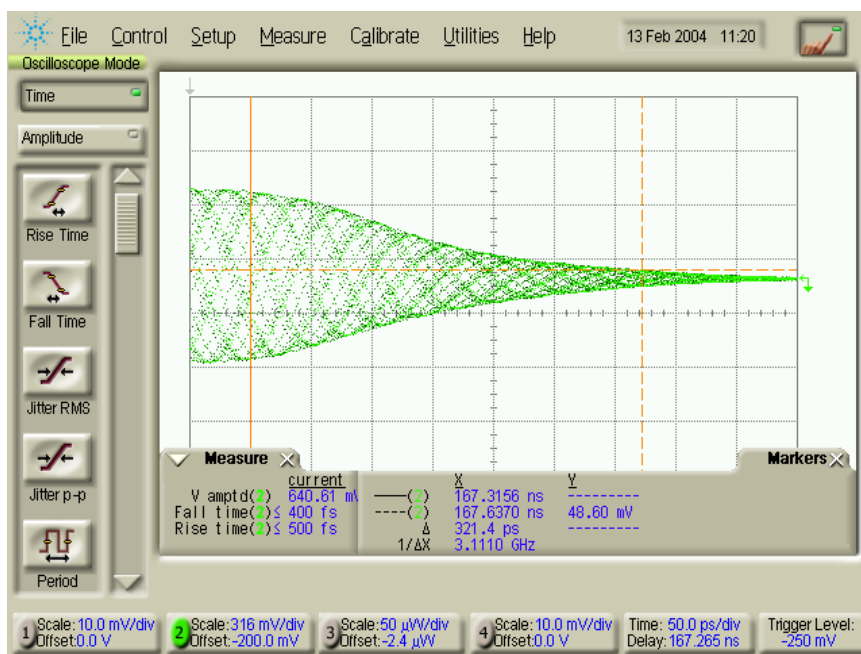 File Control Setup Measure Calibrate Utilities Help 13 Feb 2004 11:20
Oscilloscope Mode
Time
Amplitude
Rise Time
Fall Time
Jitter RMS
Jitter p-p
Period
Measure
current
V amptd(2) 640.61 mV
Fall time(2)≤ 400 fs
Rise time(2)≤ 500 fs
Markers
X Y
——(2) 167.3156 ns ---------
----(2) 167.6370 ns 48.60 mV
Δ 321.4 ps ---------
1/ΔX 3.1110 GHz
1 Scale:10.0 mV/div
Offset:0.0 V
2 Scale:316 mV/div
Offset:-200.0 mV
3 Scale:50 µW/div
Offset:-2.4 µW
4 Scale:10.0 mV/div
Offset:0.0 V
Time:50.0 ps/div
Delay:167.265 ns
Trigger Level:
-250 mV